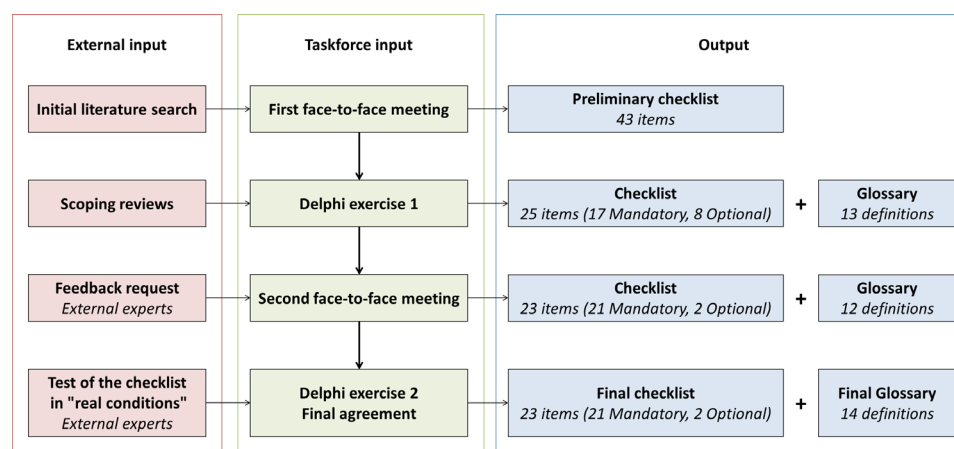 External input
Taskforce input
Output
Initial literature search
First face-to-face meeting
Preliminary checklist
43 items
Scoping reviews
Delphi exercise 1
Checklist
25 items (17 Mandatory, 8 Optional)
+
Glossary
13 definitions
Feedback request
External experts
Second face-to-face meeting
Checklist
23 items (21 Mandatory, 2 Optional)
+
Glossary
12 definitions
Test of the checklist
in "real conditions"
External experts
Delphi exercise 2
Final agreement
Final checklist
23 items (21 Mandatory, 2 Optional)
+
Final Glossary
14 definitions